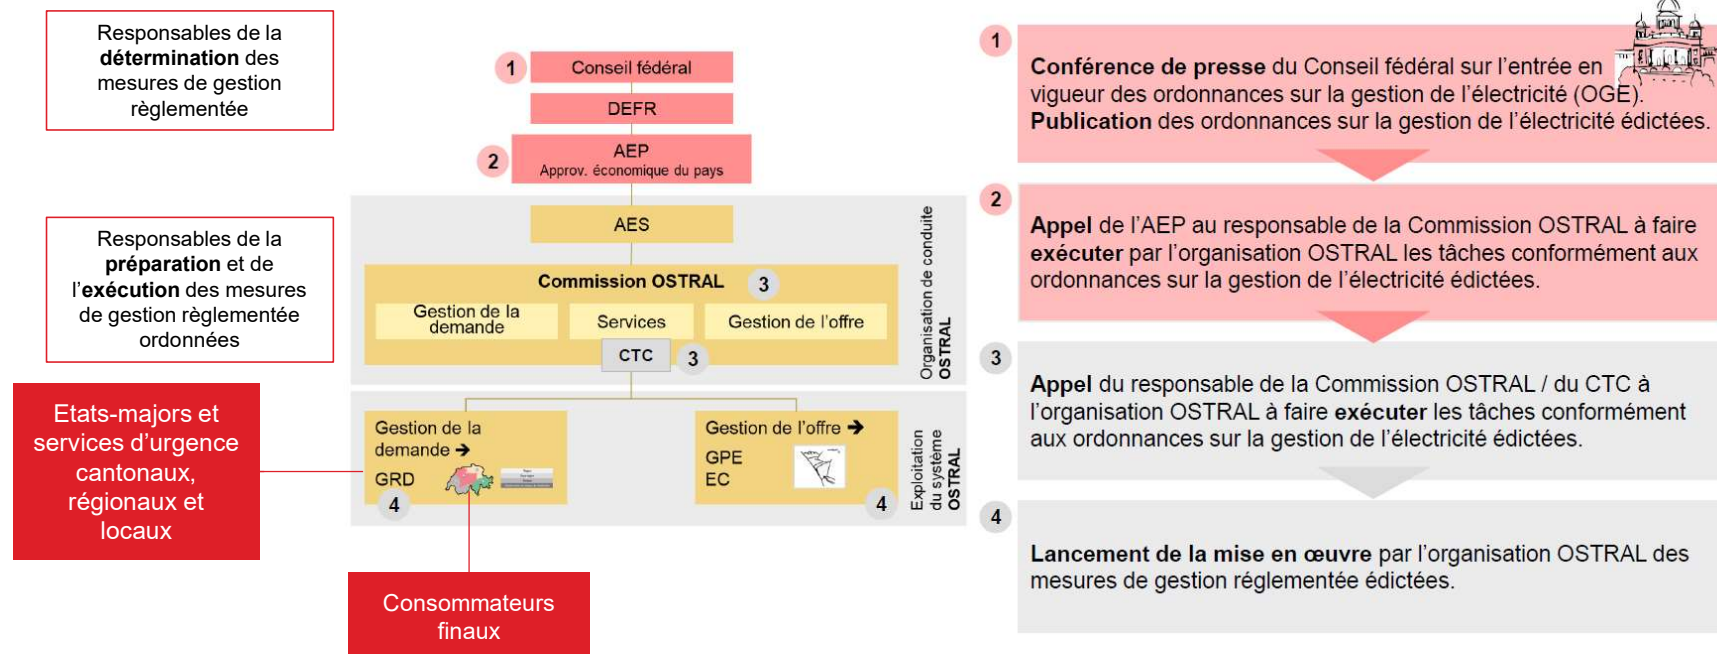 Responsables de la
détermination des
mesures de gestion
règlementée
Responsables de la
préparation et de
l'exécution des mesures
de gestion règlementée
ordonnées
Etats-majors et
services d'urgence
cantonaux,
régionaux et
locaux
1
Conseil fédéral
DEFR
2
AEP
Approv. économique du pays
AES
Commission OSTRAL
3
Gestion de la
demande
Services
Gestion de l'offre
CTC
3
Organisation de conduite
OSTRAL
Gestion de la
demande ➔
GRD
4
Gestion de l'offre ➔
GPE
EC
4
Exploitation
du système
OSTRAL
Consommateurs
finaux
1
Conférence de presse du Conseil fédéral sur l'entrée en
vigueur des ordonnances sur la gestion de l'électricité (OGE).
Publication des ordonnances sur la gestion de l'électricité édictées.
2
Appel de l'AEP au responsable de la Commission OSTRAL à faire
exécuter par l'organisation OSTRAL les tâches conformément aux
ordonnances sur la gestion de l'électricité édictées.
3
Appel du responsable de la Commission OSTRAL / du CTC à
l'organisation OSTRAL à faire exécuter les tâches conformément
aux ordonnances sur la gestion de l'électricité édictées.
4
Lancement de la mise en œuvre par l'organisation OSTRAL des
mesures de gestion réglementée édictées.